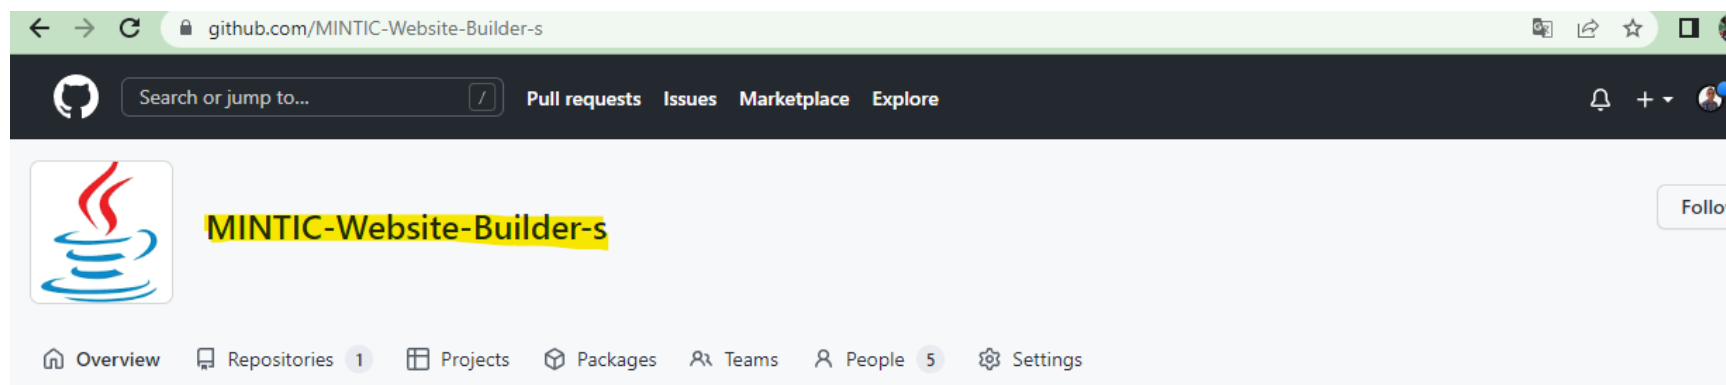 github.com/MINTIC-Website-Builder-s
Search or jump to... / Pull requests Issues Marketplace Explore
MINTIC-Website-Builder-s
Overview Repositories 1 Projects Packages Teams People 5 Settings